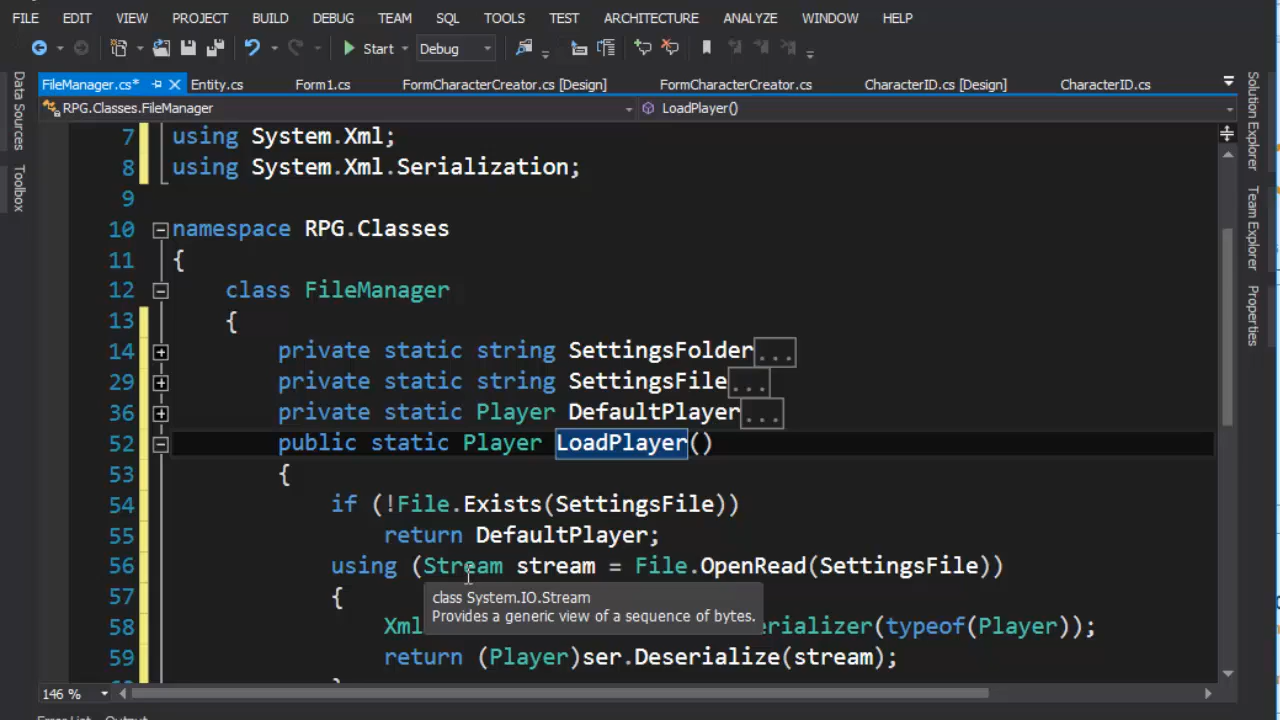 FILE EDIT VIEW PROJECT BUILD DEBUG TEAM SQL TOOLS TEST ARCHITECTURE ANALYZE WINDOW HELP
Start Debug
FileManager.cs* Entity.cs Form1.cs FormCharacterCreator.cs [Design] FormCharacterCreator.cs CharacterID.cs [Design] CharacterID.cs
RPG.Classes.FileManager LoadPlayer()
Data Sources
Toolbox
7 using System.Xml;
8 using System.Xml.Serialization;
9
10 namespace RPG.Classes
11 {
12 class FileManager
13 {
14 private static string SettingsFolder...
29 private static string SettingsFile...
36 private static Player DefaultPlayer...
52 public static Player LoadPlayer()
53 {
54 if (!File.Exists(SettingsFile))
55 return DefaultPlayer;
56 using (Stream stream = File.OpenRead(SettingsFile))
57 {
class System.IO.Stream
Provides a generic view of a sequence of bytes.
58 Xml erializer(typeof(Player));
59 return (Player)ser.Deserialize(stream);
146 %
Solution Explorer
Team Explorer
Properties
Error List Output